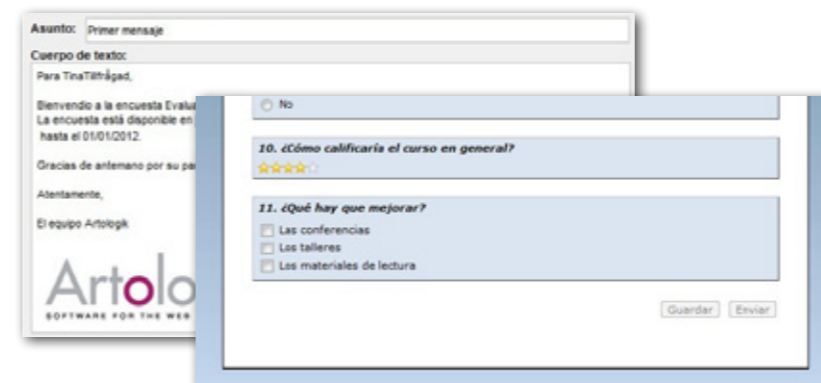 Asunto: Primer mensaje
Cuerpo de texto:
Para TinaTillfrågad,
Bienvendo a la encuesta Evalua
La encuesta está disponible en
hasta el 01/01/2012.
Gracias de antemano por su par
Atentamente,
El equipo Artologik
Artolo
SOFTWARE FOR THE WEB
No
10. ¿Cómo calificaría el curso en general?
11. ¿Qué hay que mejorar?
Las conferencias
Los talleres
Los materiales de lectura
Guardar Enviar